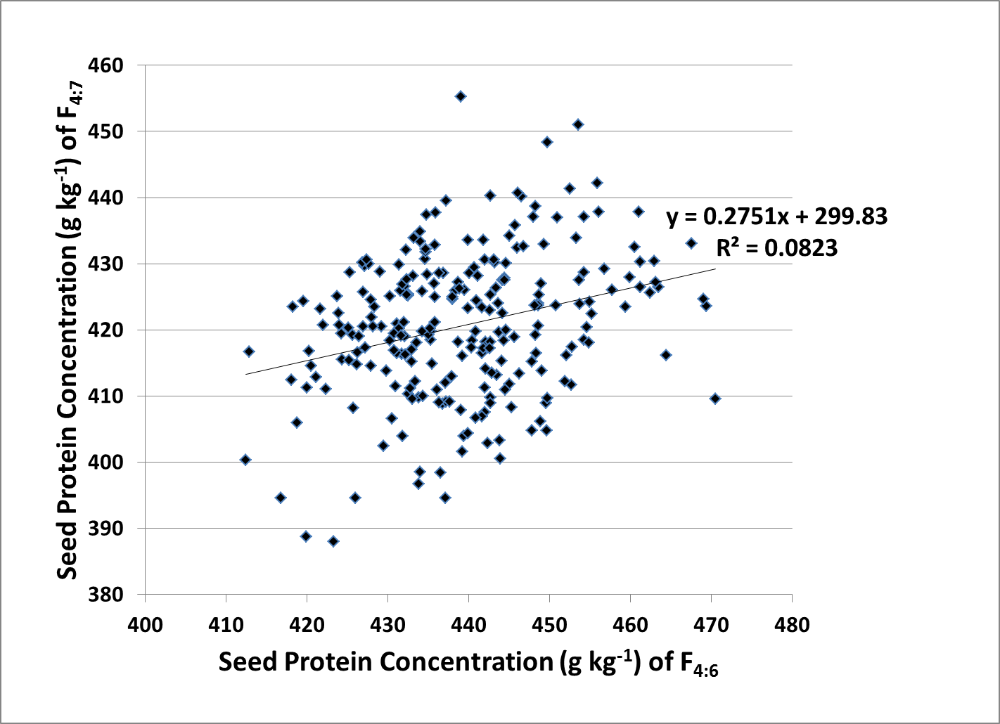 Seed Protein Concentration (g kg⁻¹) of F₄:₇
460
450
440
430
420
410
400
390
380
y = 0.2751x + 299.83
R² = 0.0823
400 410 420 430 440 450 460 470 480
Seed Protein Concentration (g kg⁻¹) of F₄:₆